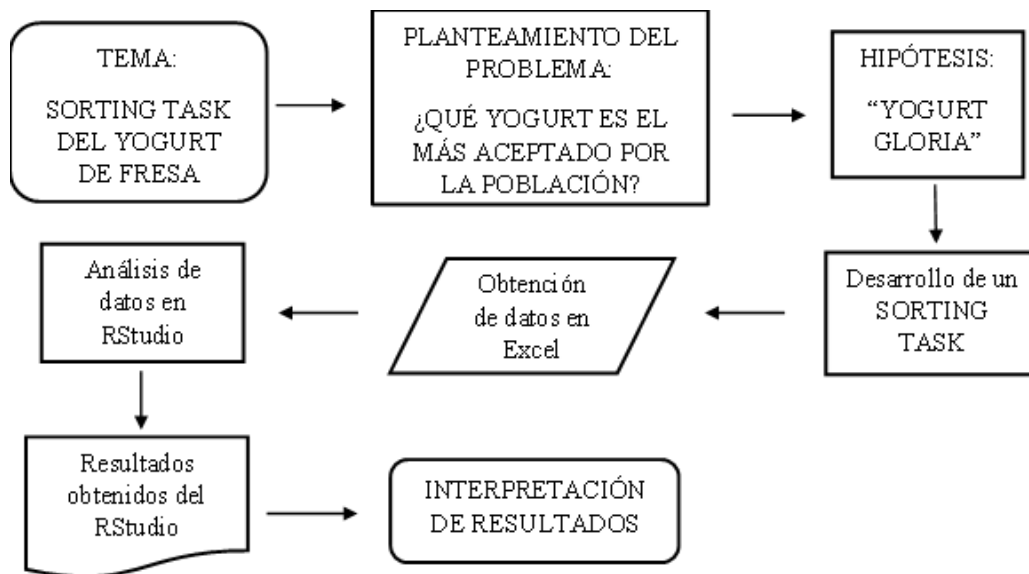 TEMA:
SORTING TASK
DEL YOGURT
DE FRESA
PLANTEAMIENTO DEL
PROBLEMA:
¿QUÉ YOGURT ES EL
MÁS ACEPTADO POR
LA POBLACIÓN?
HIPÓTESIS:
“YOGURT
GLORIA”
Desarrollo de un
SORTING
TASK
Obtención
de datos en
Excel
Análisis de
datos en
RStudio
Resultados
obtenidos del
RStudio
INTERPRETACIÓN
DE RESULTADOS